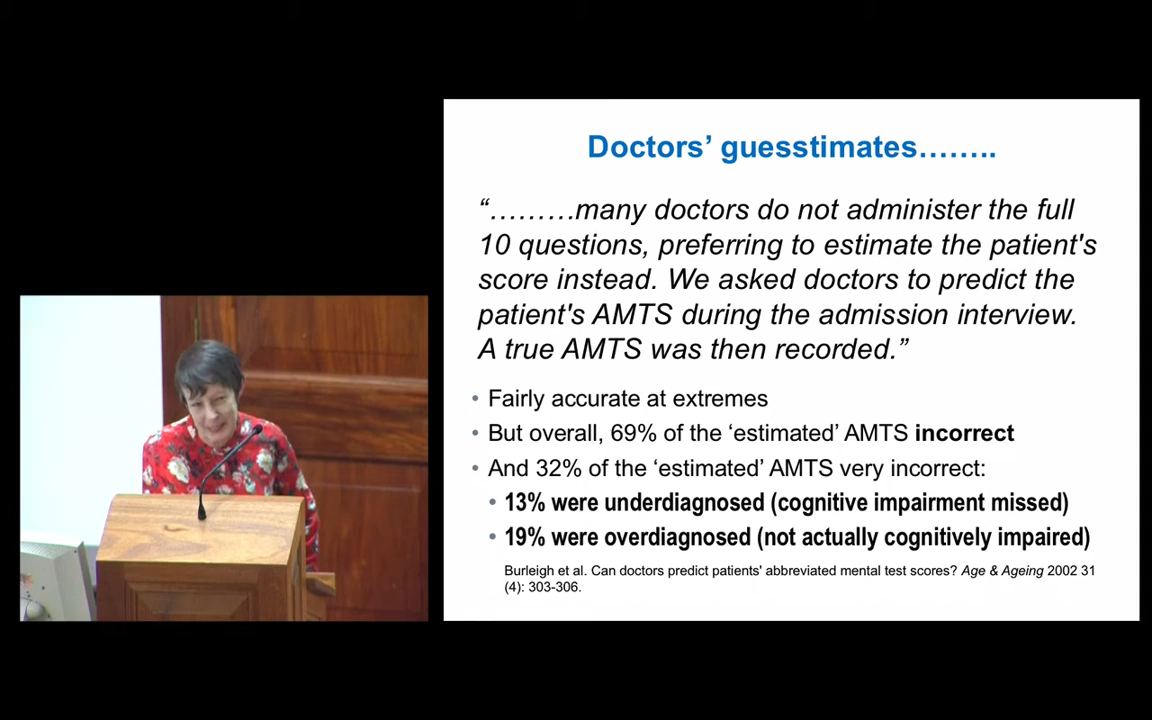 Doctors’ guesstimates……..
“………many doctors do not administer the full
10 questions, preferring to estimate the patient's
score instead. We asked doctors to predict the
patient's AMTS during the admission interview.
A true AMTS was then recorded.”
• Fairly accurate at extremes
• But overall, 69% of the ‘estimated’ AMTS incorrect
• And 32% of the ‘estimated’ AMTS very incorrect:
• 13% were underdiagnosed (cognitive impairment missed)
• 19% were overdiagnosed (not actually cognitively impaired)
Burleigh et al. Can doctors predict patients' abbreviated mental test scores? Age & Ageing 2002 31
(4): 303-306.